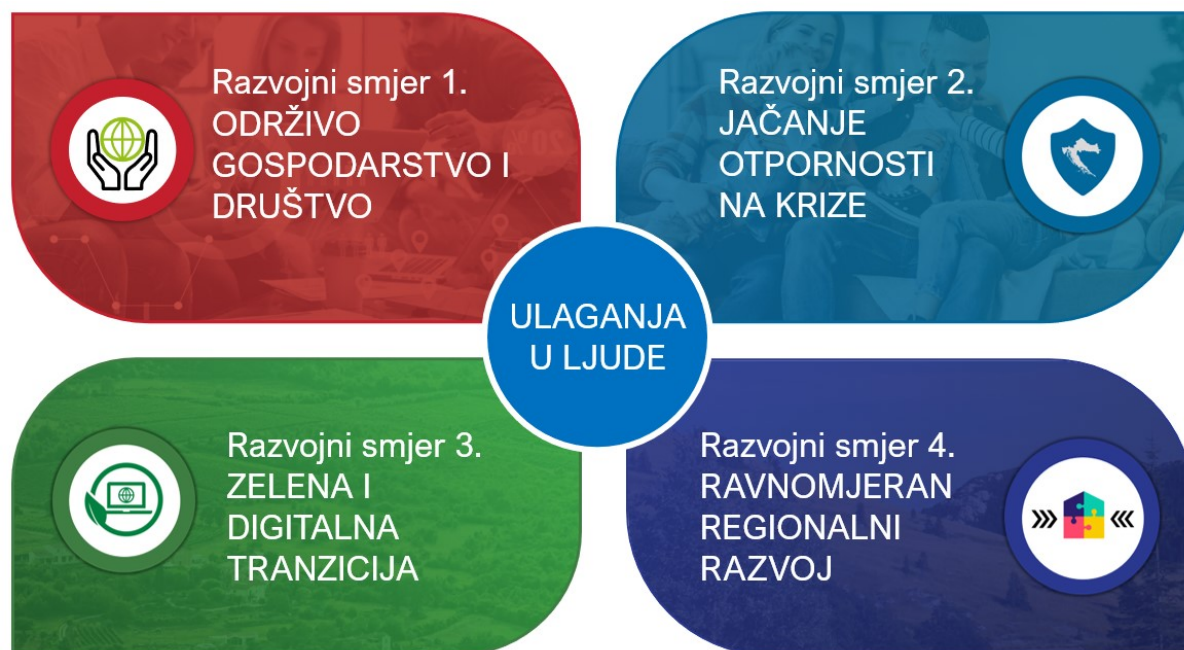 Razvojni smjer 1.
ODRŽIVO
GOSPODARSTVO I
DRUŠTVO
Razvojni smjer 2.
JAČANJE
OTPORNOSTI
NA KRIZE
ULAGANJA
U LJUDE
Razvojni smjer 3.
ZELENA I
DIGITALNA
TRANZICIJA
Razvojni smjer 4.
RAVNOMJERAN
REGIONALNI
RAZVOJ